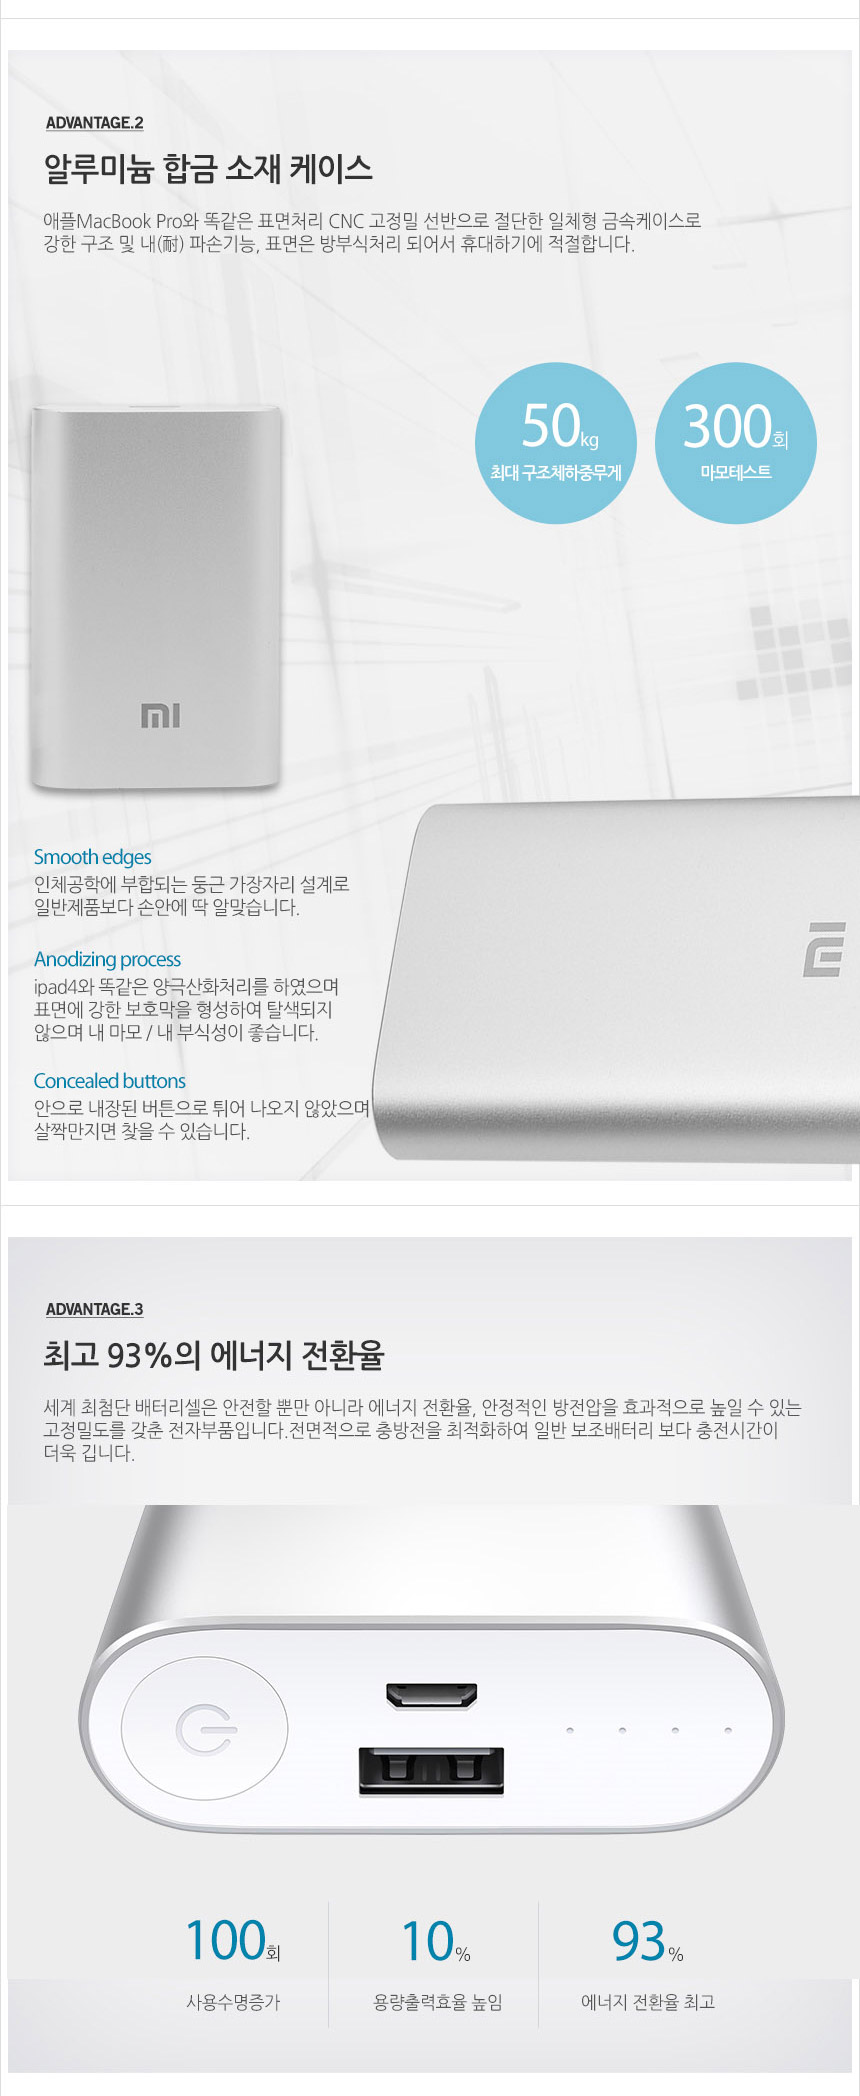 ADVANTAGE.2
알루미늄 합금 소재 케이스
애플MacBook Pro와 똑같은 표면처리 CNC 고정밀 선반으로 절단한 일체형 금속케이스로
강한 구조 및 내(耐) 파손기능, 표면은 방부식처리 되어서 휴대하기에 적절합니다.
50kg
최대 구조체하중무게
300회
마모테스트
mi
Smooth edges
인체공학에 부합되는 둥근 가장자리 설계로
일반제품보다 손안에 딱 알맞습니다.
Anodizing process
ipad4와 똑같은 양극산화처리를 하였으며
표면에 강한 보호막을 형성하여 탈색되지
않으며 내 마모 / 내 부식성이 좋습니다.
Concealed buttons
안으로 내장된 버튼으로 튀어 나오지 않았으며
살짝만지면 찾을 수 있습니다.
mi
ADVANTAGE.3
최고 93%의 에너지 전환율
세계 최첨단 배터리셀은 안전할 뿐만 아니라 에너지 전환율, 안정적인 방전압을 효과적으로 높일 수 있는
고정밀도를 갖춘 전자부품입니다.전면적으로 충방전을 최적화하여 일반 보조배터리 보다 충전시간이
더욱 깁니다.
100회
사용수명증가
10%
용량출력효율 높임
93%
에너지 전환율 최고